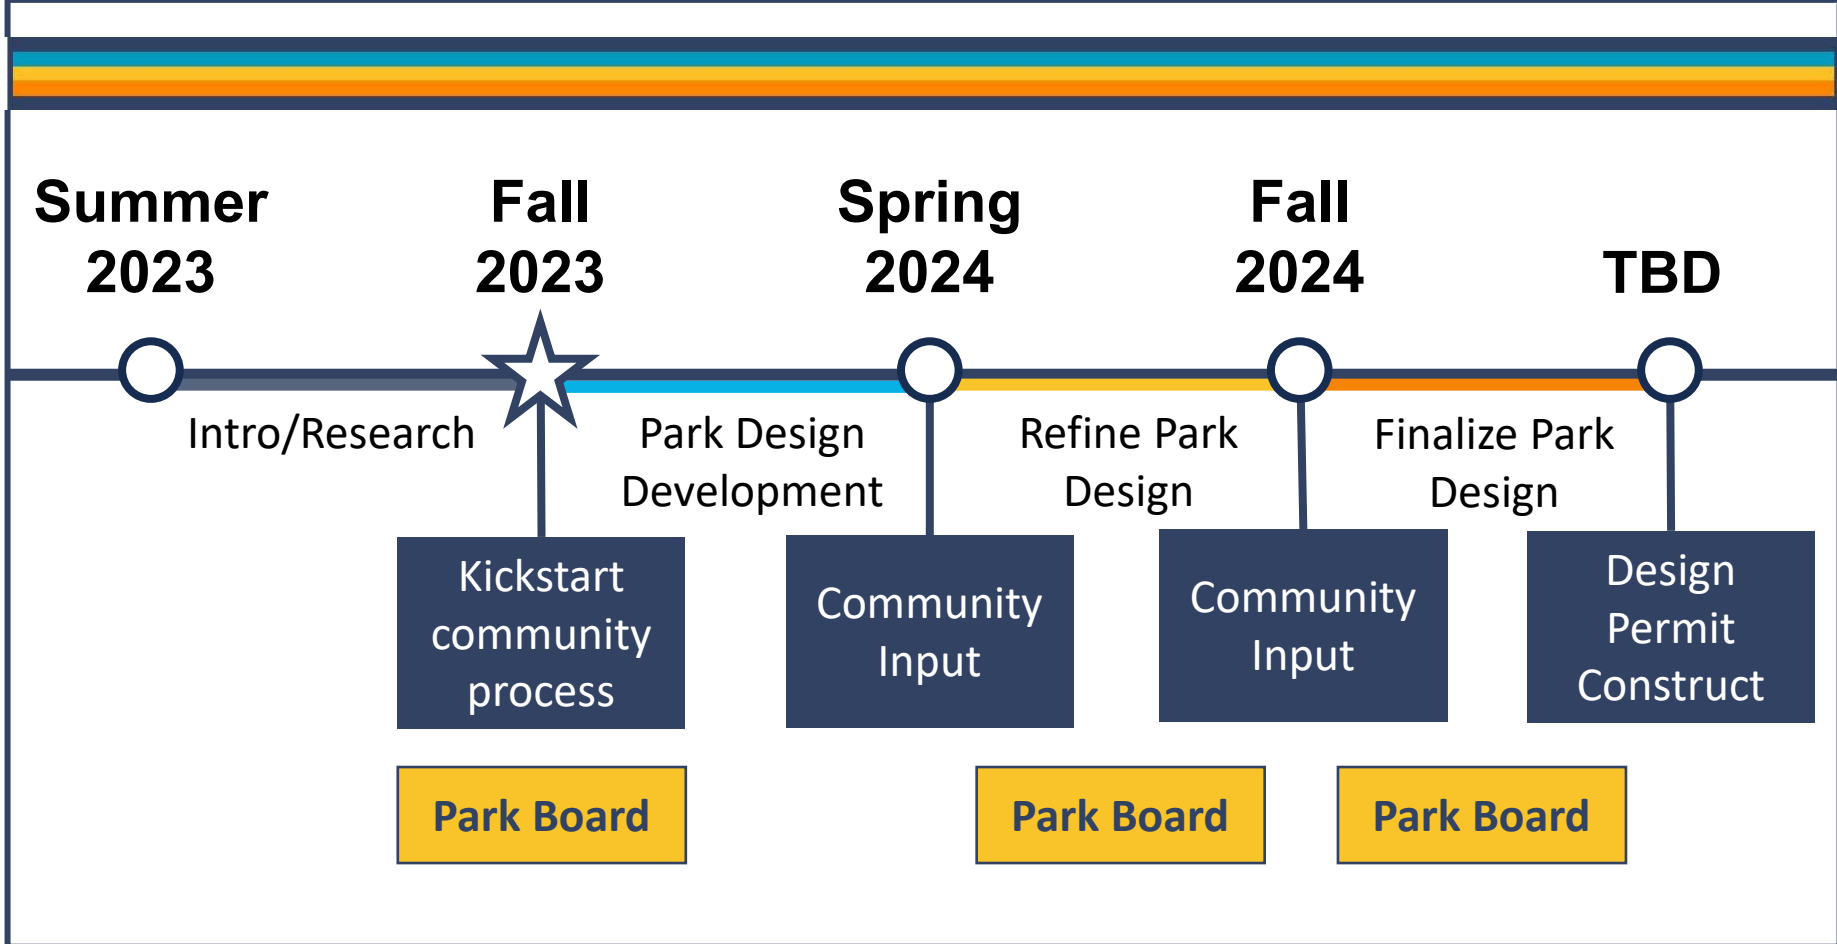 Summer
2023
Fall
2023
Spring
2024
Fall
2024
TBD
Intro/Research
Park Design
Development
Refine Park
Design
Finalize Park
Design
Kickstart
community
process
Community
Input
Community
Input
Design
Permit
Construct
Park Board
Park Board
Park Board